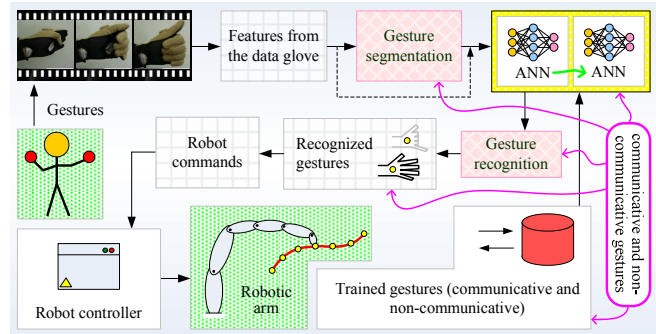 Features from
the data glove
Gesture
segmentation
ANN
ANN
Gestures
Robot
commands
Recognized
gestures
Gesture
recognition
communicative and non-
communicative gestures
Robot controller
Robotic
arm
Trained gestures (communicative and
non-communicative)